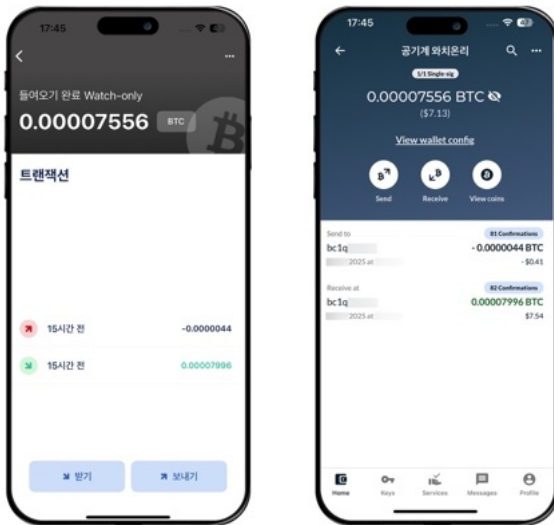 17:45
들여오기 완료 Watch-only
0.00007556 BTC
트랜잭션
15시간 전 -0.0000044
15시간 전 0.00007996
받기 보내기
17:45
공기계 와치온리
1/1 Single-sig
0.00007556 BTC
($7.13)
View wallet config
Send Receive View coins
Send to 81 Confirmations
bc1q - 0.0000044 BTC
2025 at - $0.41
Receive at 82 Confirmations
bc1q 0.00007996 BTC
2025 at $7.54
Home Keys Services Messages Profile